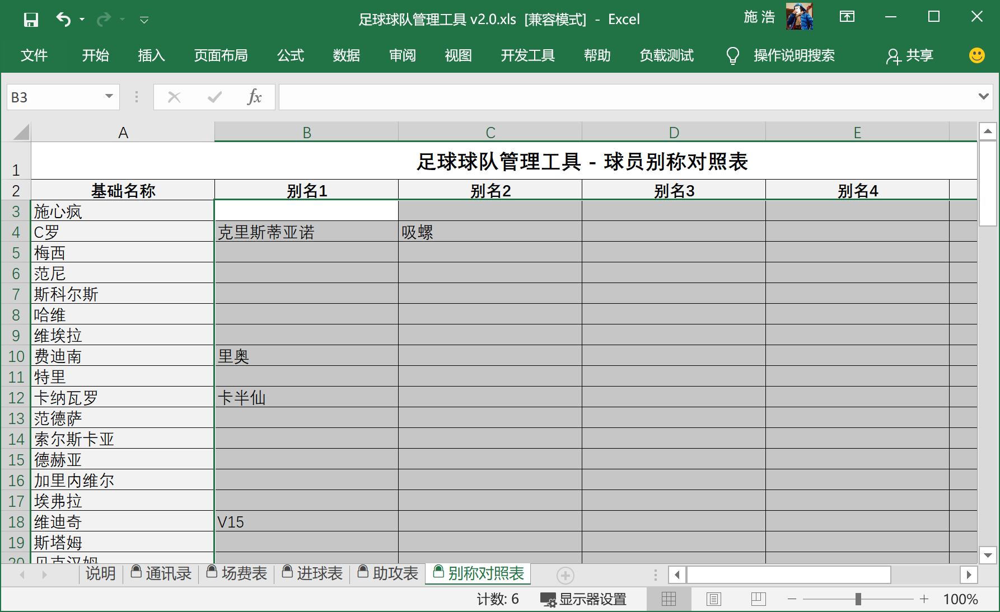 足球球队管理工具 v2.0.xls [兼容模式] - Excel 施 浩
文件 开始 插入 页面布局 公式 数据 审阅 视图 开发工具 帮助 负载测试 操作说明搜索 共享
B3 fx
A B C D E
1 足球球队管理工具 - 球员别称对照表
2 基础名称 别名1 别名2 别名3 别名4
3 施心疯
4 C罗 克里斯蒂亚诺 吸螺
5 梅西
6 范尼
7 斯科尔斯
8 哈维
9 维埃拉
10 费迪南 里奥
11 特里
12 卡纳瓦罗 卡半仙
13 范德萨
14 索尔斯卡亚
15 德赫亚
16 加里内维尔
17 埃弗拉
18 维迪奇 V15
19 斯塔姆
20 贝克汉姆
说明 通讯录 场费表 进球表 助攻表 别称对照表
计数: 6 显示器设置 100%